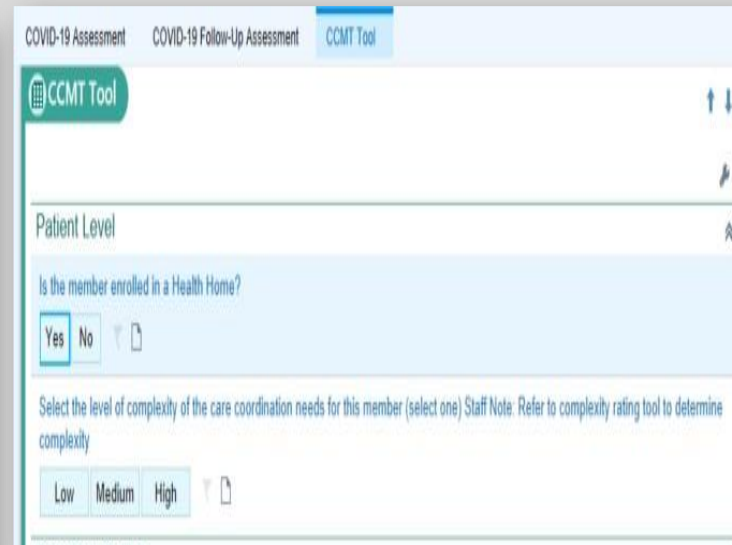 COVID-19 Assessment COVID-19 Follow-Up Assessment CCMT Tool
CCMT Tool
Patient Level
Is the member enrolled in a Health Home?
Yes No
Select the level of complexity of the care coordination needs for this member (select one) Staff Note: Refer to complexity rating tool to determine
complexity
Low Medium High